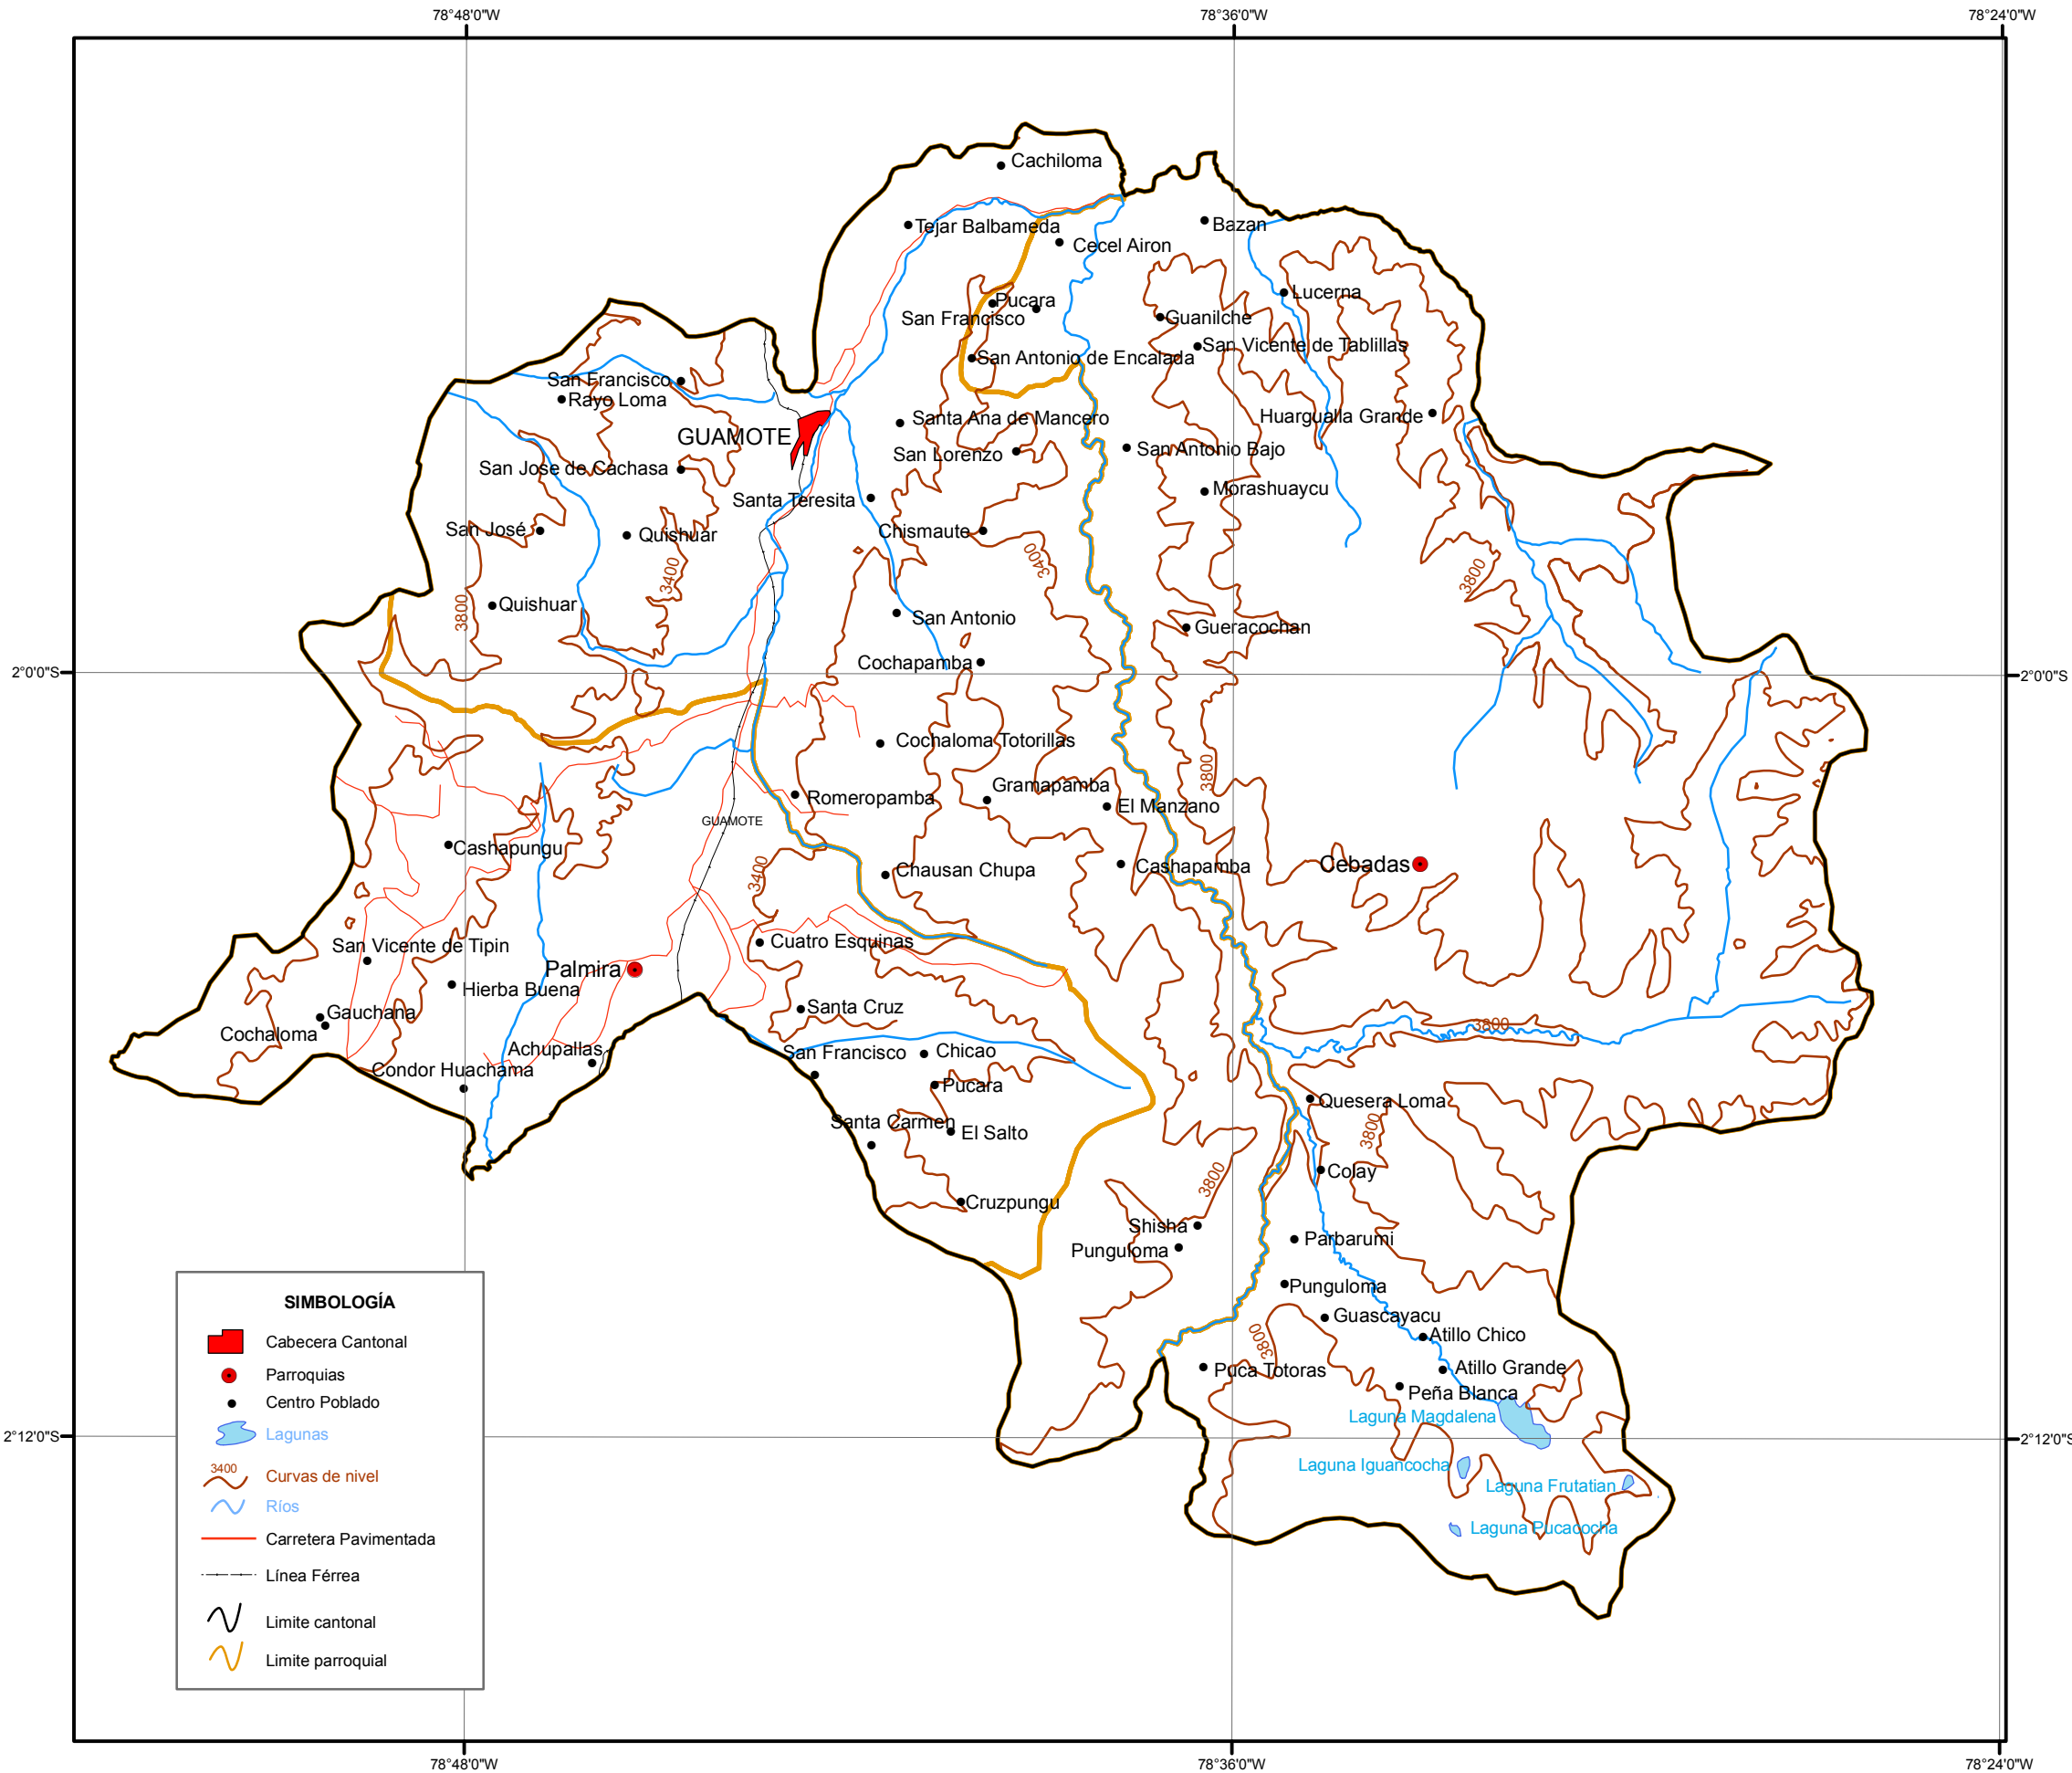 78°48'0"W
78°36'0"W
78°24'0"W
Cachiloma
Tejar Balbameda
Bazan
Cecel Airon
Lucerna
Pucara
San Francisco
Guanilche
San Vicente de Tablillas
San Antonio de Encalada
San Francisco
Rayo Loma
Huargualla Grande
Santa Ana de Mancero
GUAMOTE
San Lorenzo
San Antonio Bajo
San Jose de Cachasa
Morashuaycu
Santa Teresita
San José
Quishuar
Chismaute
3400
3400
3800
3800
Quishuar
San Antonio
Gueracochan
Cochapamba
2°0'0"S
2°0'0"S
Cochaloma Totorillas
3800
Gramapamba
Romeropamba
El Manzano
GUAMOTE
Cashapungu
Cebadas
Cashapamba
Chausan Chupa
3400
Cuatro Esquinas
San Vicente de Tipin
Palmira
Hierba Buena
Santa Cruz
Gauchana
Cochaloma
3800
Achupallas
San Francisco
Chicao
Condor Huachama
Pucara
Quesera Loma
Santa Carmen
El Salto
3800
Colay
3800
Cruzpungu
Shisha
Parbarumi
Punguloma
Punguloma
Guascayacu
Atillo Chico
3800
Puca Totoras
Atillo Grande
Peña Blanca
Laguna Magdalena
2°12'0"S
2°12'0"S
Laguna Iguancocha
Laguna Frutatian
Laguna Pucacocha
SIMBOLOGÍA
Cabecera Cantonal
Parroquias
Centro Poblado
Lagunas
3400
Curvas de nivel
Ríos
Carretera Pavimentada
Línea Férrea
Limite cantonal
Limite parroquial
78°48'0"W
78°36'0"W
78°24'0"W